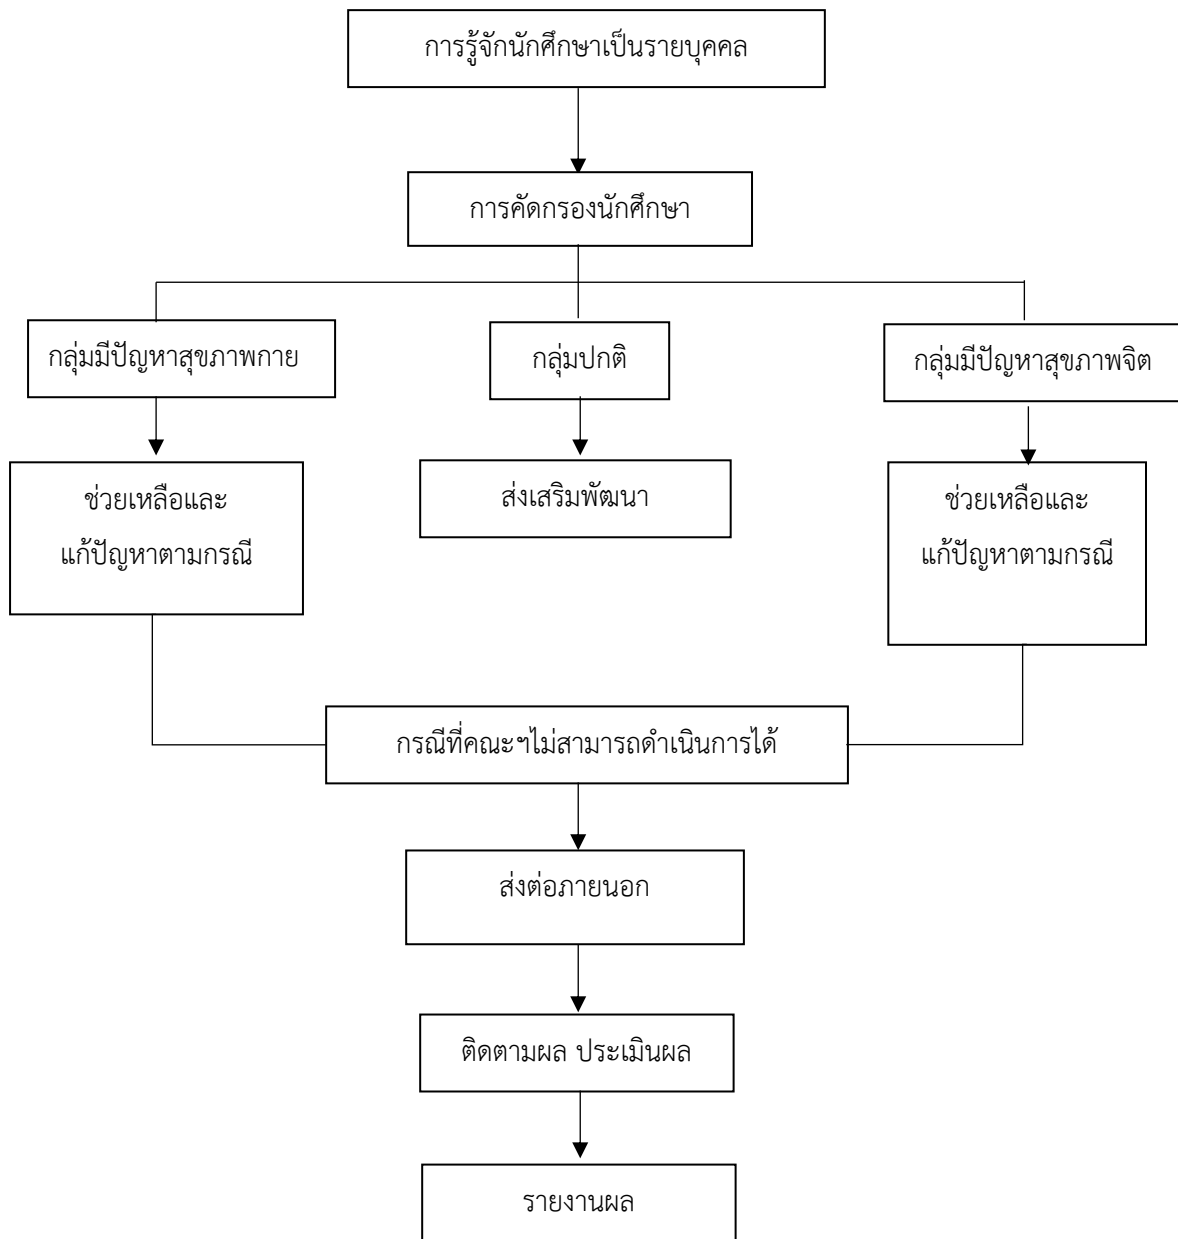 การรู้จักนักศึกษาเป็นรายบุคคล
การคัดกรองนักศึกษา
กลุ่มมีปัญหาสุขภาพกาย
กลุ่มปกติ
กลุ่มมีปัญหาสุขภาพจิต
ช่วยเหลือและ
แก้ปัญหาตามกรณี
ส่งเสริมพัฒนา
ช่วยเหลือและ
แก้ปัญหาตามกรณี
กรณีที่คณะฯไม่สามารถดำเนินการได้
ส่งต่อภายนอก
ติดตามผล ประเมินผล
รายงานผล